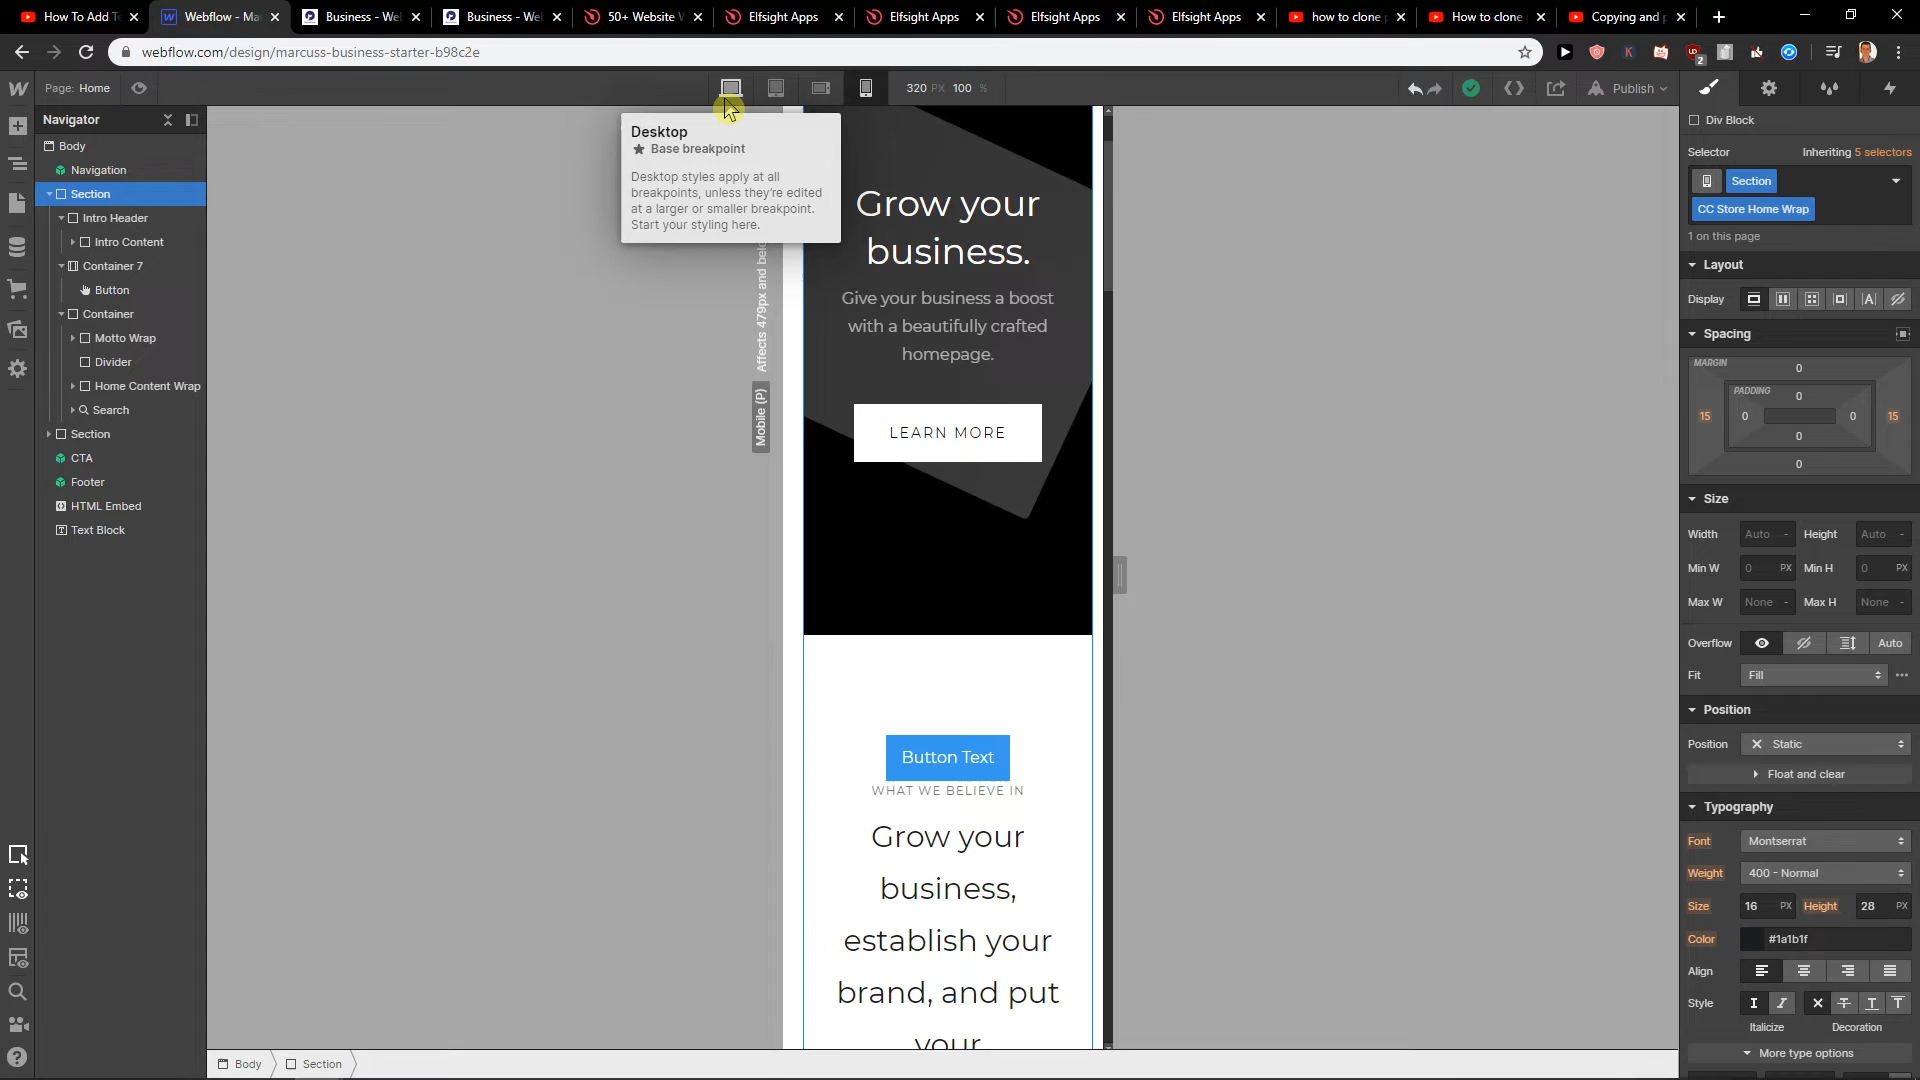 How To Add Te
Webflow - Ma
Business - Wel
Business - Wel
50+ Website W
Elfsight Apps
Elfsight Apps
Elfsight Apps
Elfsight Apps
how to clone
How to clone
Copying and p
webflow.com/design/marcuss-business-starter-b98c2e
2
Page: Home
320 PX 100 %
Publish
Navigator
Body
Navigation
Section
Intro Header
Intro Content
Container 7
Button
Container
Motto Wrap
Divider
Home Content Wrap
Search
Section
CTA
Footer
HTML Embed
Text Block
Desktop
Base breakpoint
Desktop styles apply at all
breakpoints, unless they're edited
at a larger or smaller breakpoint.
Start your styling here.
Affects 479px and below
Mobile (P)
Grow your
business.
Give your business a boost
with a beautifully crafted
homepage.
LEARN MORE
Button Text
WHAT WE BELIEVE IN
Grow your
business,
establish your
brand, and put
your
Body
Section
Div Block
Selector Inheriting 5 selectors
Section
CC Store Home Wrap
1 on this page
Layout
Display
Spacing
MARGIN
0
PADDING
0
15 0 0 15
0
0
Size
Width Auto - Height Auto -
Min W 0 PX Min H 0 PX
Max W None - Max H None -
Overflow Auto
Fit Fill
Position
Position Static
Float and clear
Typography
Font Montserrat
Weight 400 - Normal
Size 16 PX Height 28 PX
Color #1a1b1f
Align
Style
Italicize Decoration
More type options